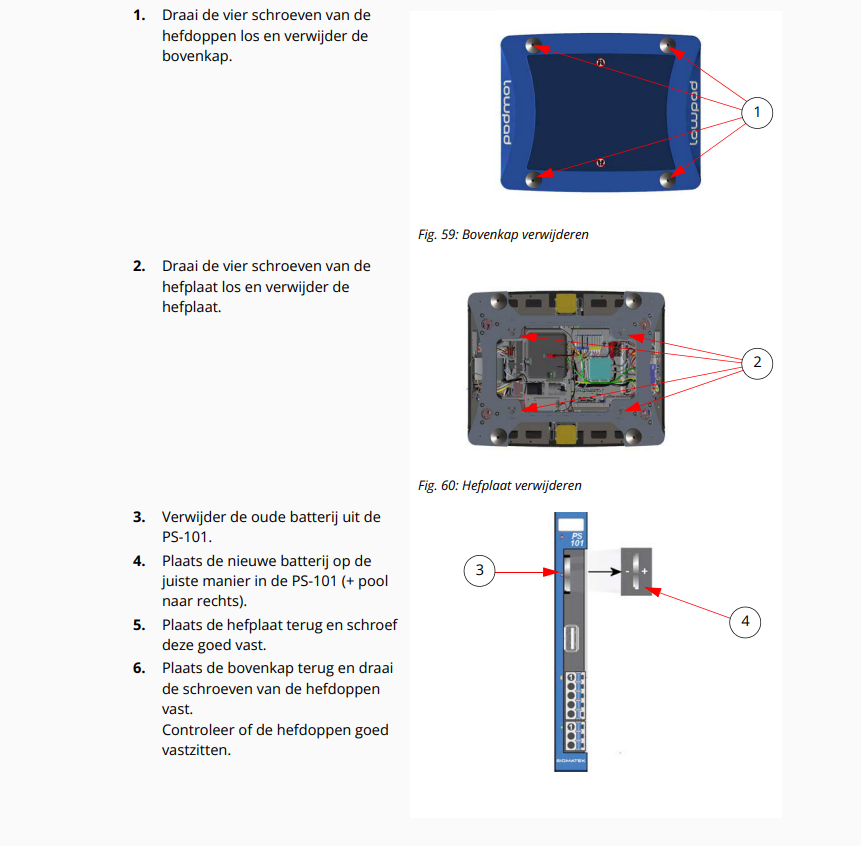 1. Draai de vier schroeven van de
hefdoppen los en verwijder de
bovenkap.
lowpad
lowpad
1
Fig. 59: Bovenkap verwijderen
2. Draai de vier schroeven van de
hefplaat los en verwijder de
hefplaat.
2
Fig. 60: Hefplaat verwijderen
3. Verwijder de oude batterij uit de
PS-101.
4. Plaats de nieuwe batterij op de
juiste manier in de PS-101 (+ pool
naar rechts).
5. Plaats de hefplaat terug en schroef
deze goed vast.
6. Plaats de bovenkap terug en draai
de schroeven van de hefdoppen
vast.
Controleer of de hefdoppen goed
vastzitten.
PS
101
3
- +
4
SIGMATEK